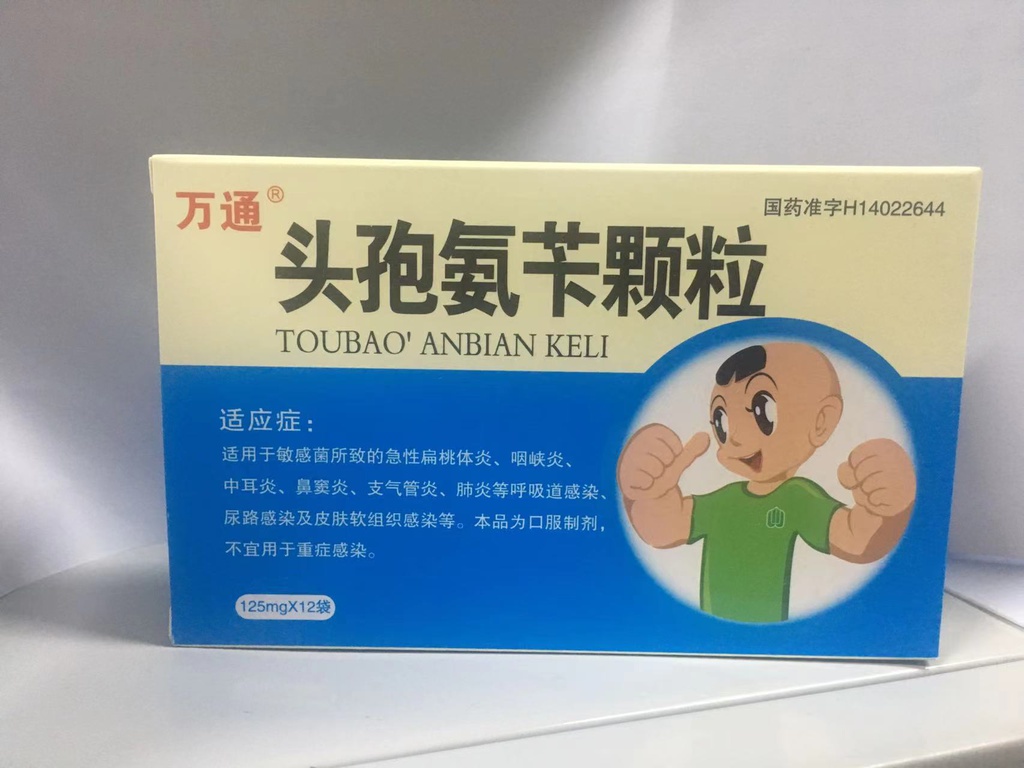 万通®
国药准字H14022644
头孢氨苄颗粒
TOUBAO' ANBIAN KELI
适应症：
适用于敏感菌所致的急性扁桃体炎、咽峡炎、
中耳炎、鼻窦炎、支气管炎、肺炎等呼吸道感染、
尿路感染及皮肤软组织感染等。本品为口服制剂，
不宜用于重症感染。
125mgX12袋